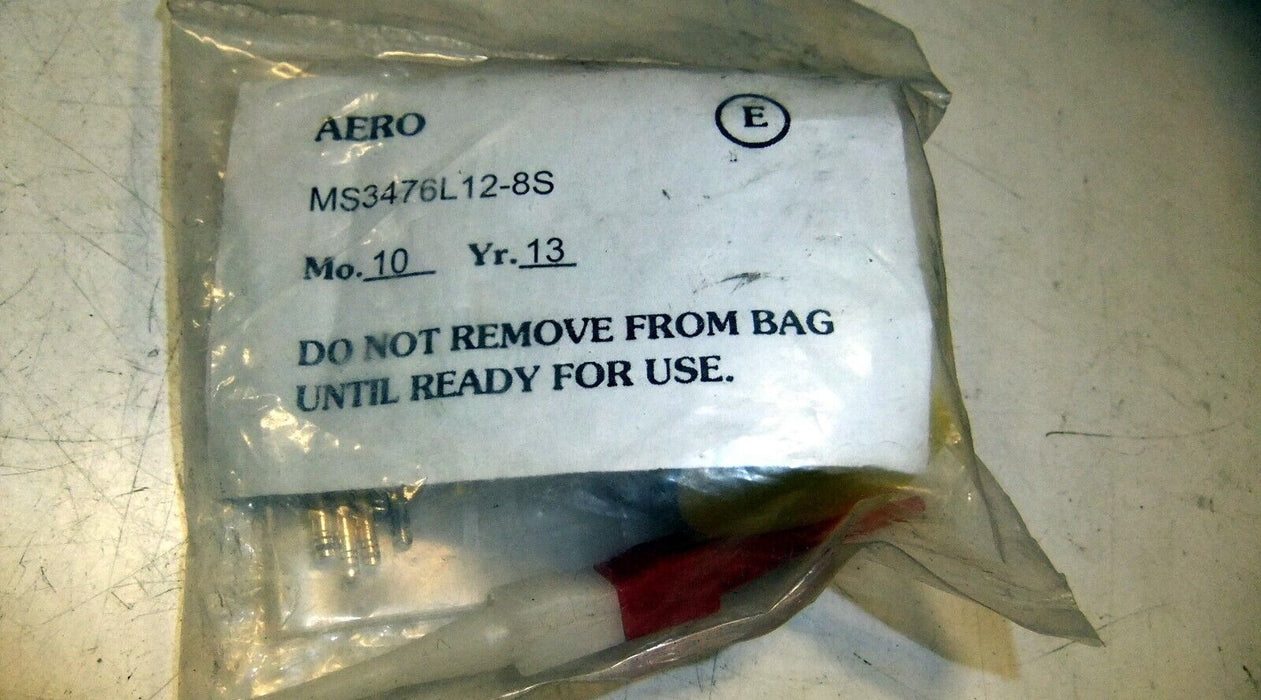 AERO E
MS3476L12-8S
Mo. 10 Yr. 13
DO NOT REMOVE FROM BAG
UNTIL READY FOR USE.